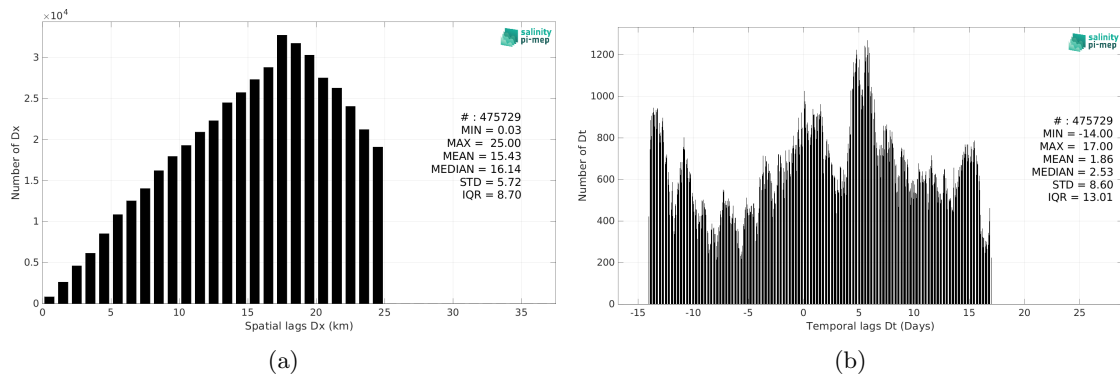 ×10⁴
3
2.5
2
1.5
1
0.5
0
0 5 10 15 20 25 30 35
Number of Dx
Spatial lags Dx (km)
salinity
pi-mep
# : 475729
MIN = 0.03
MAX = 25.00
MEAN = 15.43
MEDIAN = 16.14
STD = 5.72
IQR = 8.70
(a)
1200
1000
800
600
400
200
0
-15 -10 -5 0 5 10 15 20 25
Number of Dt
Temporal lags Dt (Days)
salinity
pi-mep
# : 475729
MIN = -14.00
MAX = 17.00
MEAN = 1.86
MEDIAN = 2.53
STD = 8.60
IQR = 13.01
(b)